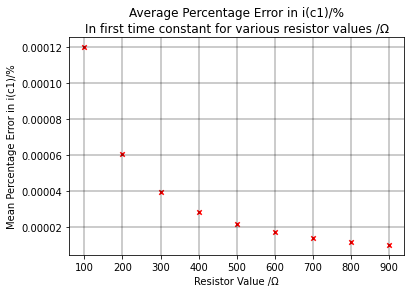 Average Percentage Error in i(c1)/%
In first time constant for various resistor values /Ω
Mean Percentage Error in i(c1)/%
0.00012
0.00010
0.00008
0.00006
0.00004
0.00002
100 200 300 400 500 600 700 800 900
Resistor Value /Ω